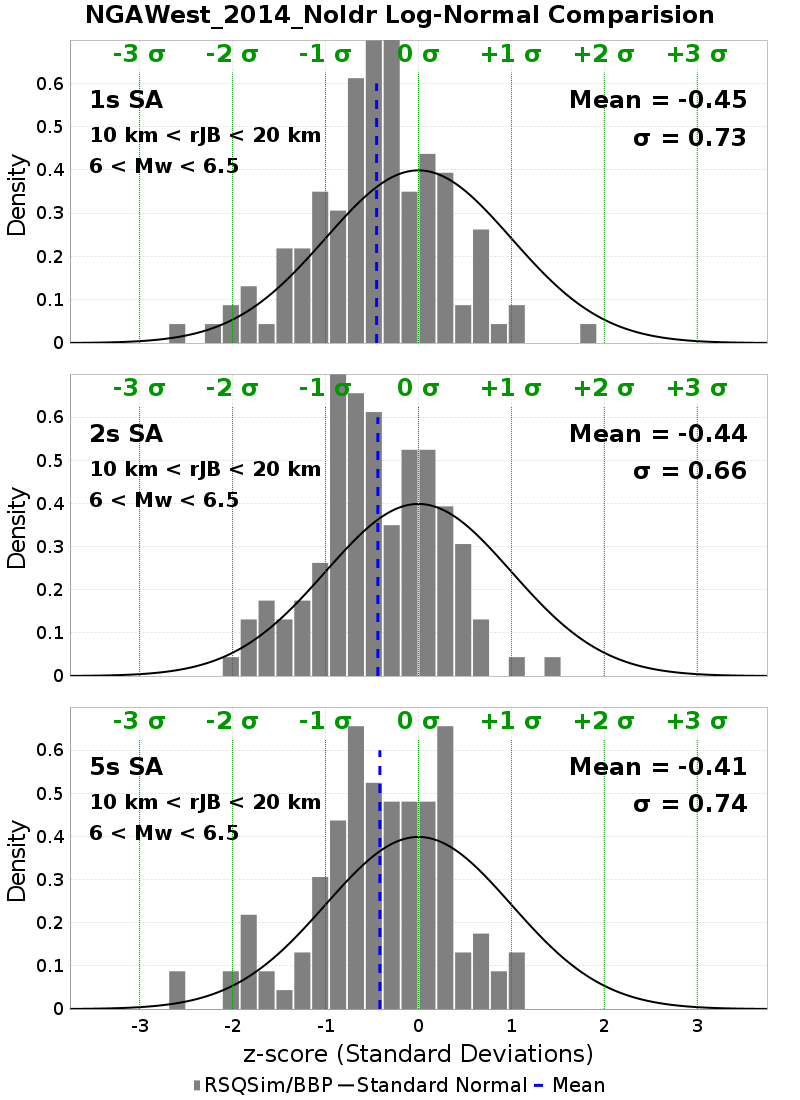 NGAWest_2014_NoIdr Log-Normal Comparision
-3 σ -2 σ -1 σ 0 σ +1 σ +2 σ +3 σ
1s SA
10 km < rJB < 20 km
6 < Mw < 6.5
Mean = -0.45
σ = 0.73
Density
0.6
0.5
0.4
0.3
0.2
0.1
0
-3 σ -2 σ -1 σ 0 σ +1 σ +2 σ +3 σ
2s SA
10 km < rJB < 20 km
6 < Mw < 6.5
Mean = -0.44
σ = 0.66
Density
0.6
0.5
0.4
0.3
0.2
0.1
0
-3 σ -2 σ -1 σ 0 σ +1 σ +2 σ +3 σ
5s SA
10 km < rJB < 20 km
6 < Mw < 6.5
Mean = -0.41
σ = 0.74
Density
0.6
0.5
0.4
0.3
0.2
0.1
0
-3 -2 -1 0 1 2 3
z-score (Standard Deviations)
RSQSim/BBP Standard Normal Mean